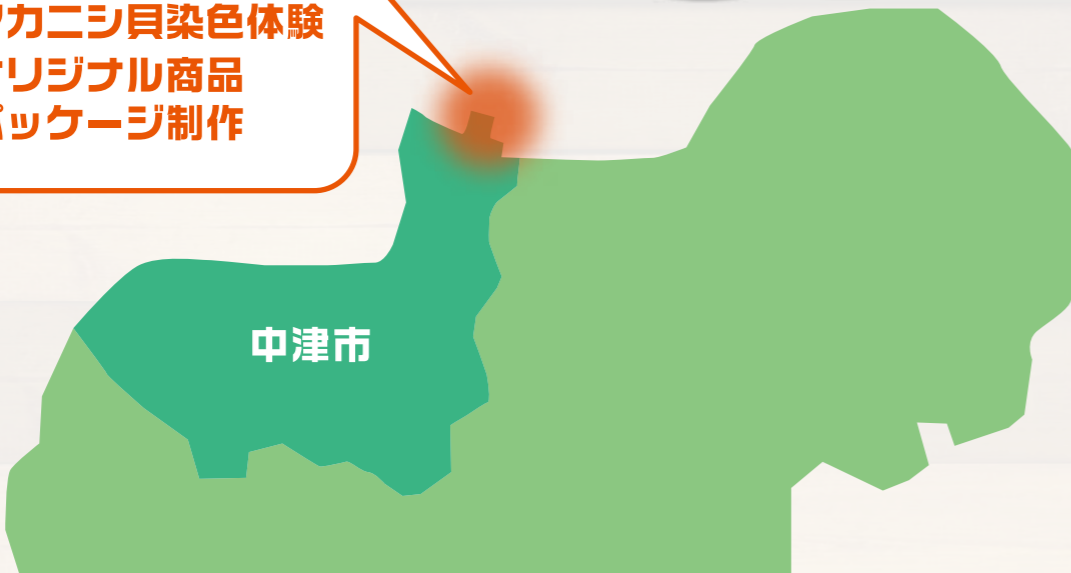 カニシ貝染色体験
リジナル商品
ッケージ制作
中津市